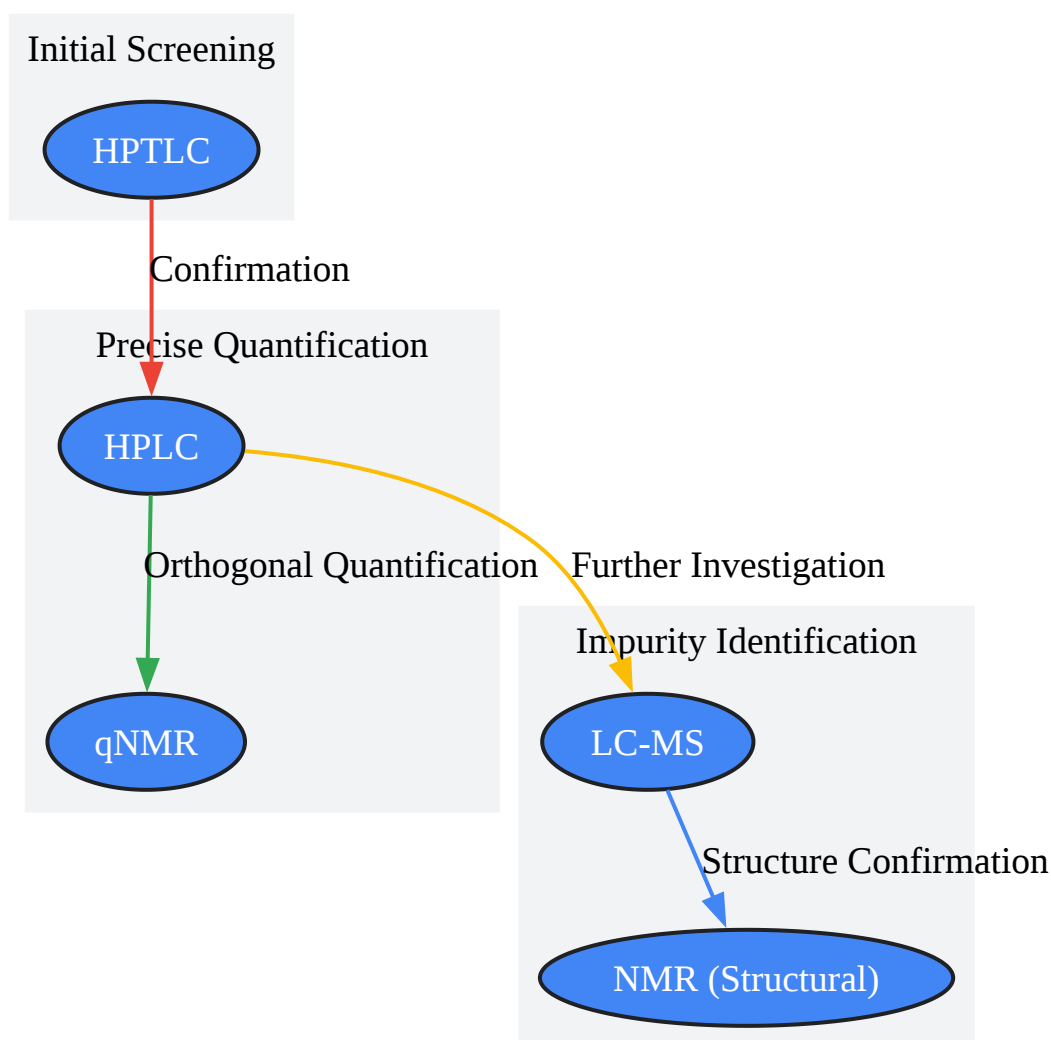 Initial Screening
HPTLC
Confirmation
Precise Quantification
HPLC
Orthogonal Quantification
Further Investigation
Impurity Identification
qNMR
LC-MS
Structure Confirmation
NMR (Structural)